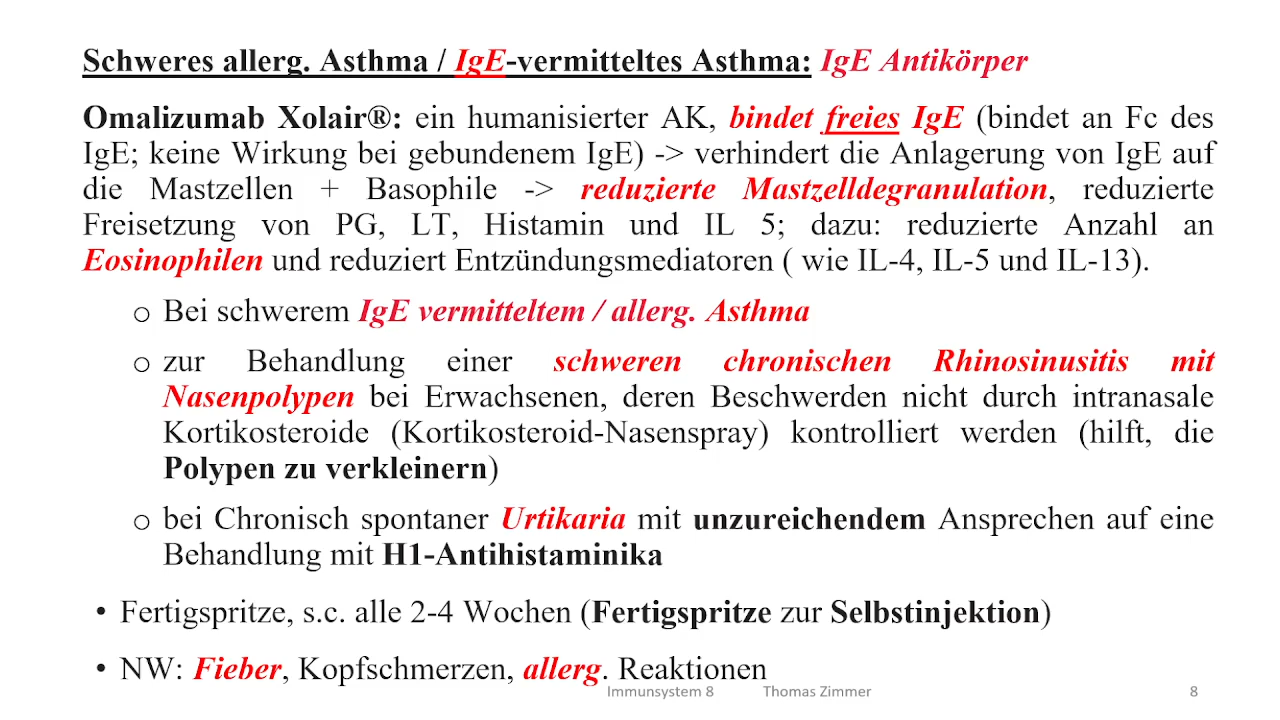 Schweres allerg. Asthma / IgE-vermitteltes Asthma: IgE Antikörper
Omalizumab Xolair®: ein humanisierter AK, bindet freies IgE (bindet an Fc des
IgE; keine Wirkung bei gebundenem IgE) -> verhindert die Anlagerung von IgE auf
die Mastzellen + Basophile -> reduzierte Mastzelldegranulation, reduzierte
Freisetzung von PG, LT, Histamin und IL 5; dazu: reduzierte Anzahl an
Eosinophilen und reduziert Entzündungsmediatoren ( wie IL-4, IL-5 und IL-13).
o Bei schwerem IgE vermitteltem / allerg. Asthma
o zur Behandlung einer schweren chronischen Rhinosinusitis mit
Nasenpolypen bei Erwachsenen, deren Beschwerden nicht durch intranasale
Kortikosteroide (Kortikosteroid-Nasenspray) kontrolliert werden (hilft, die
Polypen zu verkleinern)
o bei Chronisch spontaner Urtikaria mit unzureichendem Ansprechen auf eine
Behandlung mit H1-Antihistaminika
• Fertigspritze, s.c. alle 2-4 Wochen (Fertigspritze zur Selbstinjektion)
• NW: Fieber, Kopfschmerzen, allerg. Reaktionen
Immunsystem 8 Thomas Zimmer 8